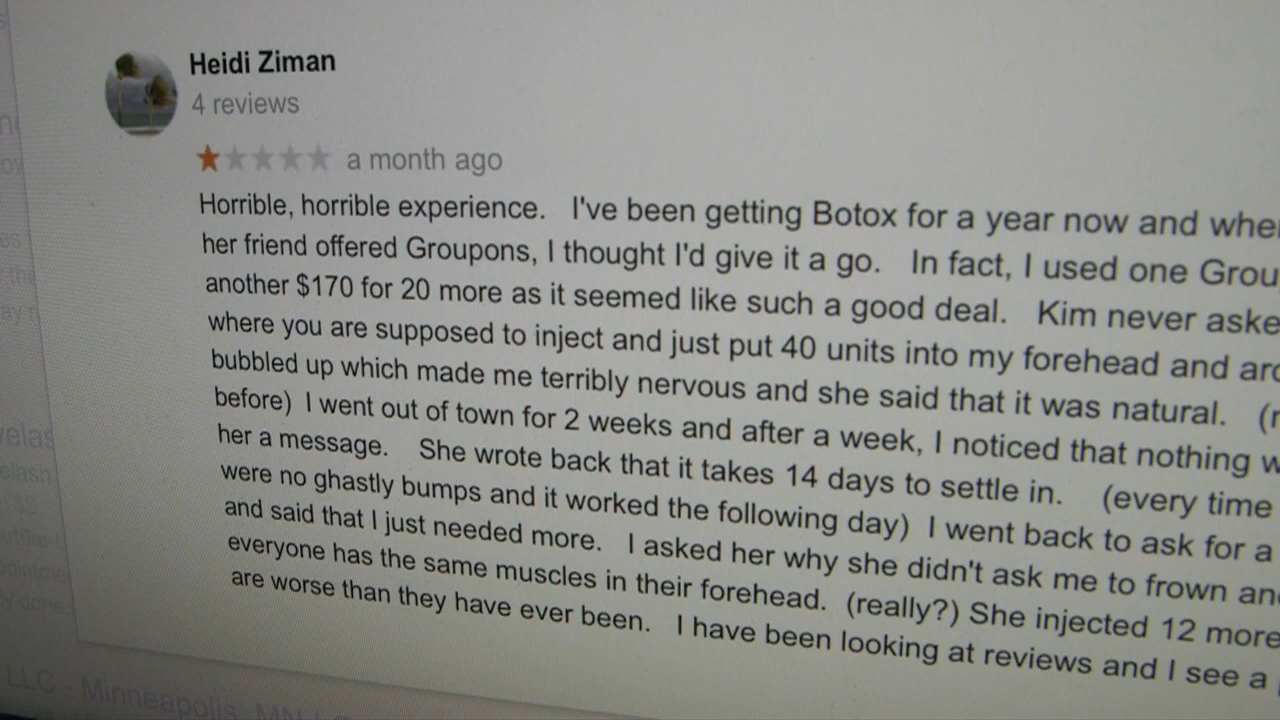 Heidi Ziman
4 reviews
a month ago
Horrible, horrible experience. I've been getting Botox for a year now and
her friend offered Groupons, I thought I'd give it a go. In fact, I used one
another $170 for 20 more as it seemed like such a good deal. Kim never
where you are supposed to inject and just put 40 units into my forehead and
bubbled up which made me terribly nervous and she said that it was natural.
before) I went out of town for 2 weeks and after a week, I noticed that nothing
her a message. She wrote back that it takes 14 days to settle in. (every time
were no ghastly bumps and it worked the following day) I went back to ask for a
and said that I just needed more. I asked her why she didn't ask me to frown
everyone has the same muscles in their forehead. (really?) She injected 12 more
are worse than they have ever been. I have been looking at reviews and I see a
LLC - Minneapolis, MN